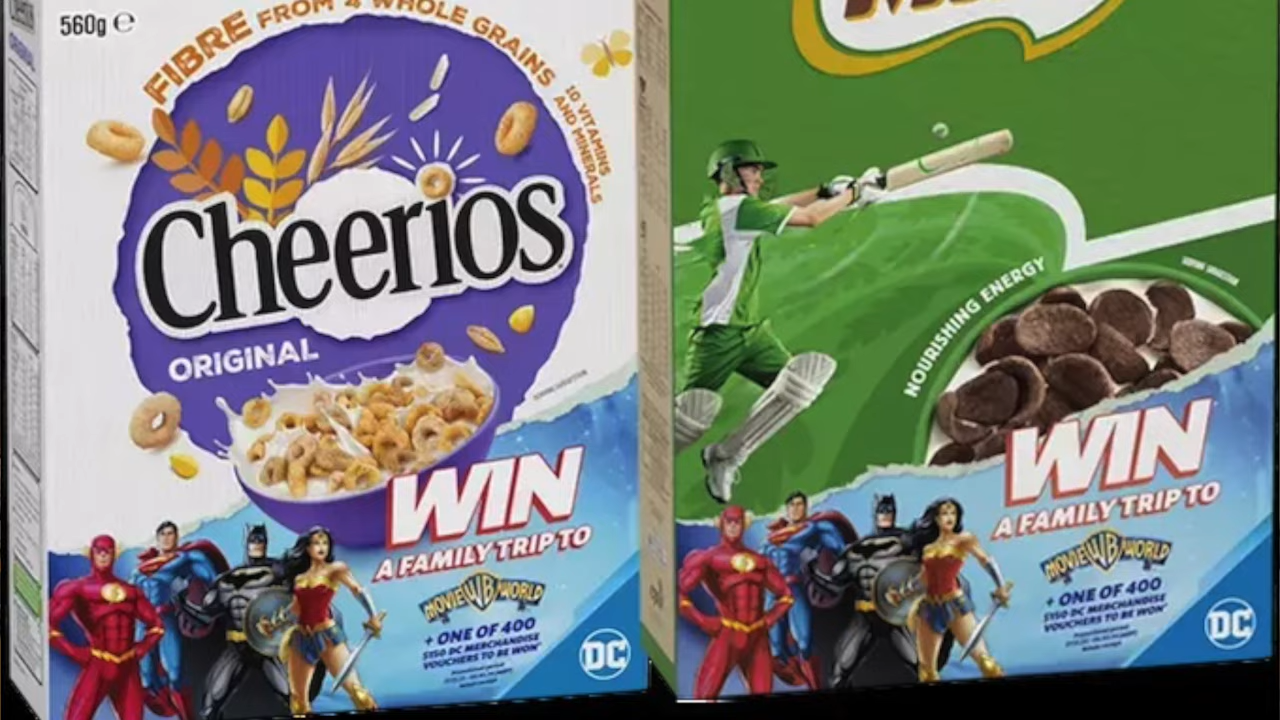 560g e
FIBRE FROM 4 WHOLE GRAINS
10 VITAMINS
AND MINERALS
Cheerios
ORIGINAL
WIN
A FAMILY TRIP TO
MOVIE WB WORLD
+ ONE OF 400
$150 DC MERCHANDISE
VOUCHERS TO BE WON
DC
NOURISHING ENERGY
WIN
A FAMILY TRIP TO
MOVIE WB WORLD
+ ONE OF 400
$150 DC MERCHANDISE
VOUCHERS TO BE WON
DC